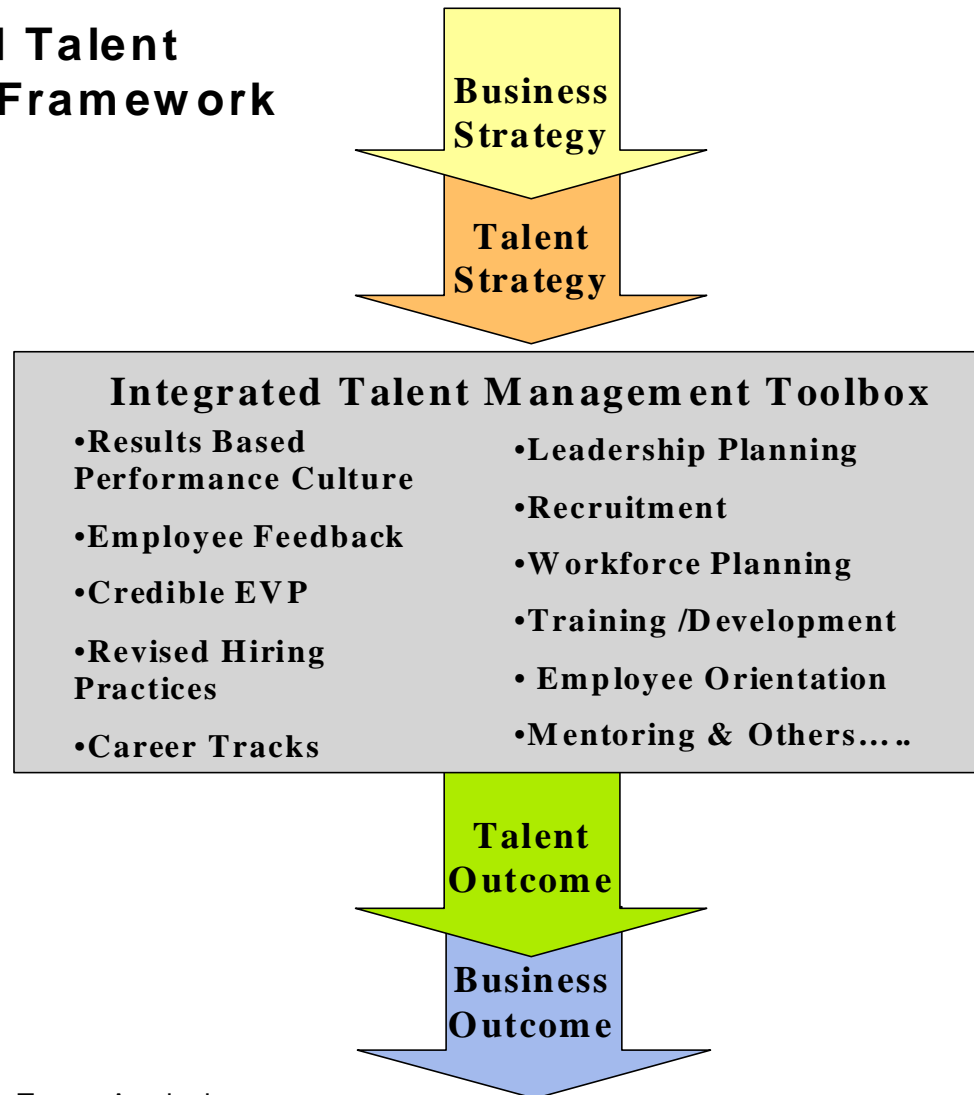 Talent
Framework
Business
Strategy
Talent
Strategy
Integrated Talent Management Toolbox
•Results Based
Performance Culture
•Employee Feedback
•Credible EVP
•Revised Hiring
Practices
•Career Tracks
•Leadership Planning
•Recruitment
•Workforce Planning
•Training /Development
• Employee Orientation
•Mentoring & Others…..
Talent
Outcome
Business
Outcome